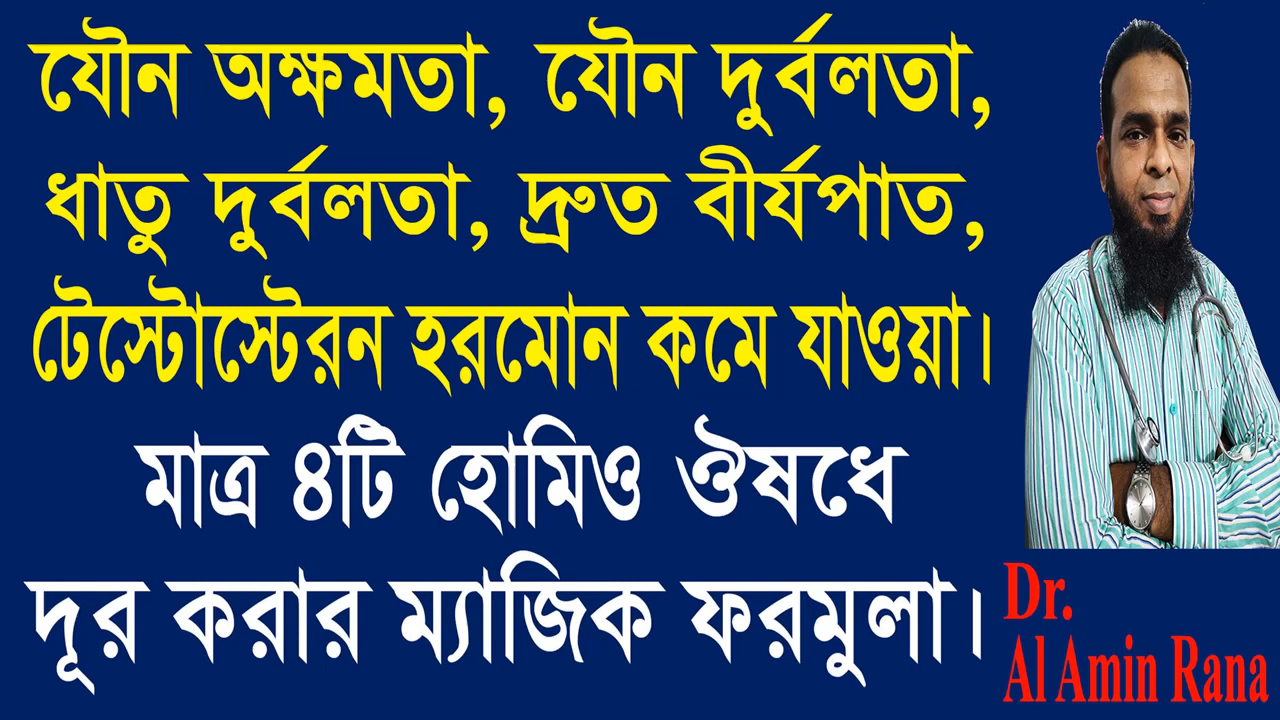 যৌন অক্ষমতা, যৌন দুর্বলতা,
ধাতু দুর্বলতা, দ্রুত বীর্যপাত,
টেস্টোস্টেরন হরমোন কমে যাওয়া।
মাত্র ৪টি হোমিও ঔষধে
দূর করার ম্যাজিক ফরমুলা।
Dr.
Al Amin Rana